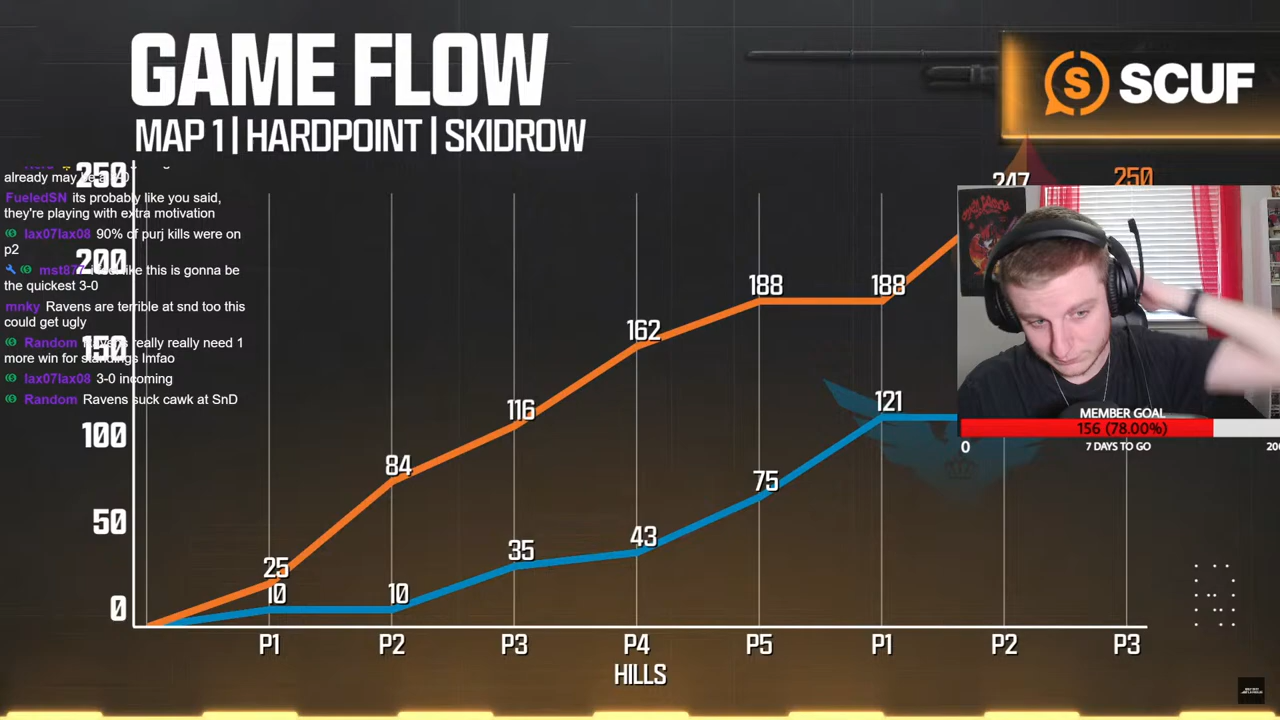 GAME FLOW
MAP 1 | HARDPOINT | SKIDROW
S SCUF
already may be a
FueledSN its probably like you said,
they're playing with extra motivation
lax07lax08 90% of purj kills were on
p2
mst877 i feel like this is gonna be
the quickest 3-0
mnky Ravens are terrible at snd too this
could get ugly
Random Ravens really really need 1
more win for standings lmfao
lax07lax08 3-0 incoming
Random Ravens suck cawk at SnD
250
200
150
100
50
0
25
84
116
162
188
188
247
250
10
10
35
43
75
121
P1 P2 P3 P4 P5 P1 P2 P3
HILLS
MEMBER GOAL
156 (78.00%)
0 7 DAYS TO GO